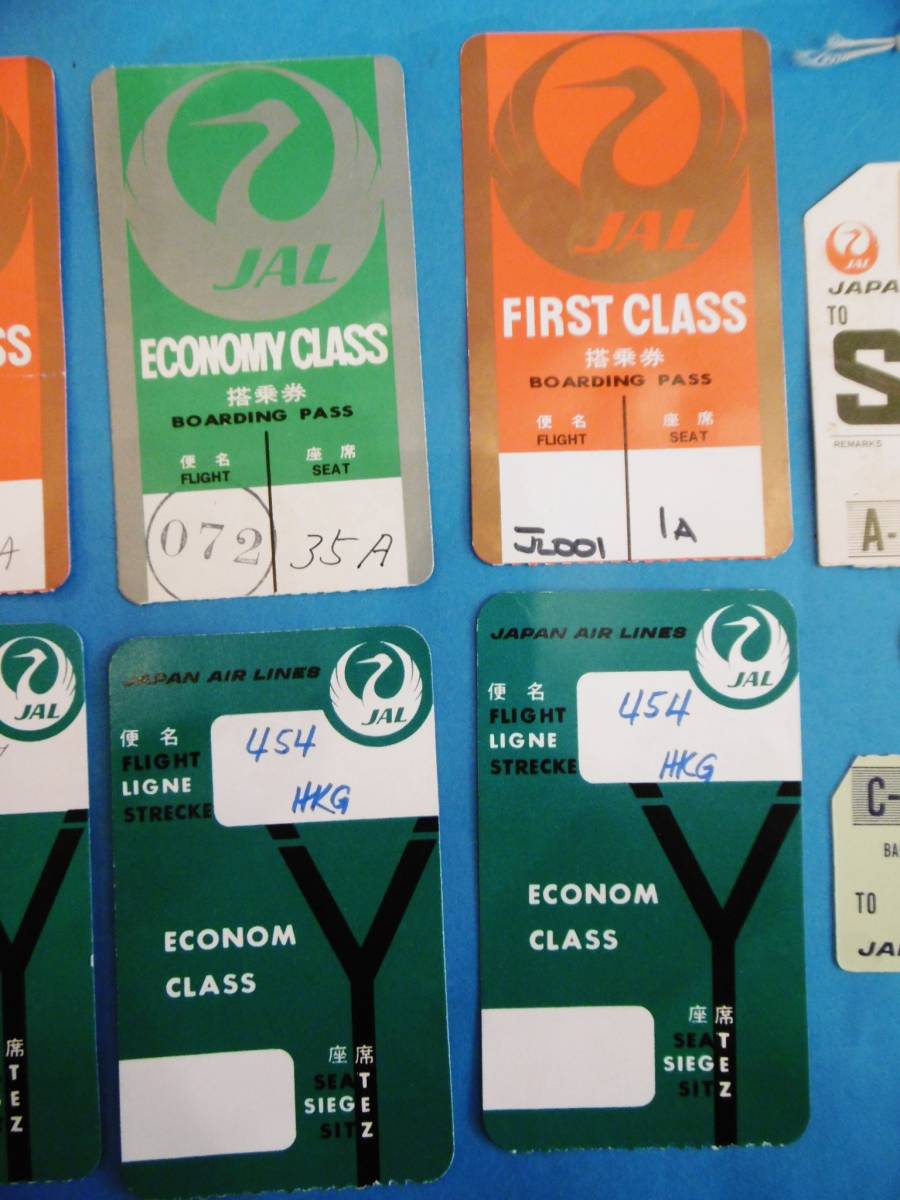 SS
A
JAL
ECONOMY CLASS
搭乗券
BOARDING PASS
便名
FLIGHT
座席
SEAT
072
35A
JAL
FIRST CLASS
搭乗券
BOARDING PASS
便名
FLIGHT
座席
SEAT
JL001
1A
JAL
JAPA
TO
S
REMARKS
A-
JAL
席
T
E
Z
JAPAN AIR LINES
JAL
便名
FLIGHT
LIGNE
STRECKE
454
HKG
ECONOM Y
CLASS
座席
SEAT
SIEGE
SITZ
JAPAN AIR LINES
JAL
便名
FLIGHT
LIGNE
STRECKE
454
HKG
ECONOM Y
CLASS
座席
SEAT
SIEGE
SITZ
C-
BA
TO
JA